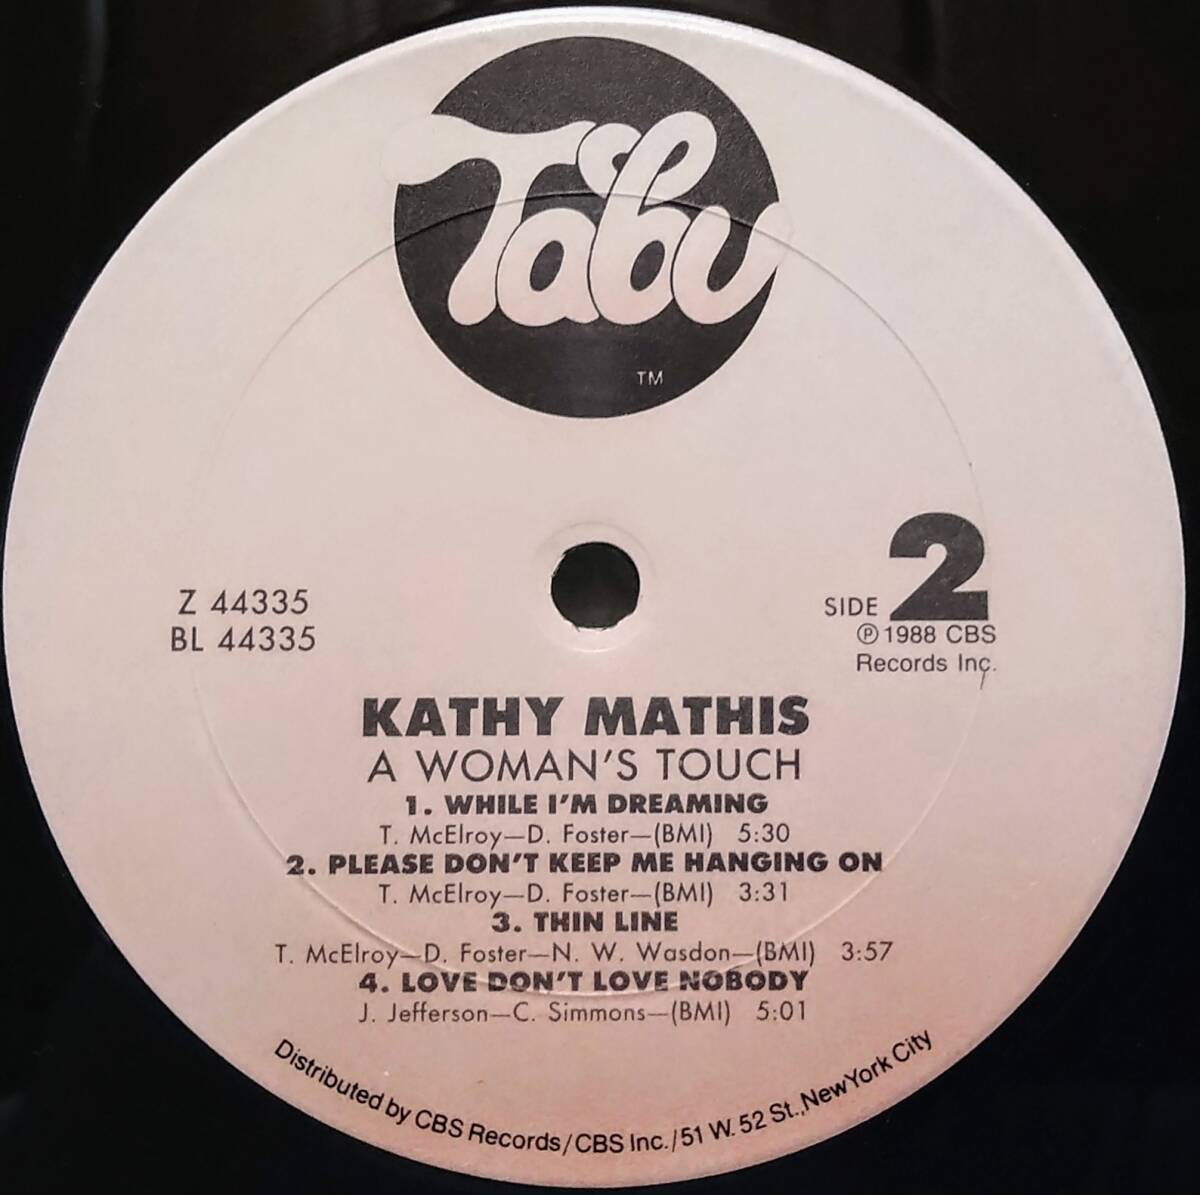 Tabu
TM
Z 44335
BL 44335
SIDE 2
℗ 1988 CBS
Records Inc.
KATHY MATHIS
A WOMAN'S TOUCH
1. WHILE I'M DREAMING
T. McElroy—D. Foster—(BMI) 5:30
2. PLEASE DON'T KEEP ME HANGING ON
T. McElroy—D. Foster—(BMI) 3:31
3. THIN LINE
T. McElroy—D. Foster—N. W. Wasdon—(BMI) 3:57
4. LOVE DON'T LOVE NOBODY
J. Jefferson—C. Simmons—(BMI) 5:01
Distributed by CBS Records/CBS Inc./51 W. 52 St., New York City